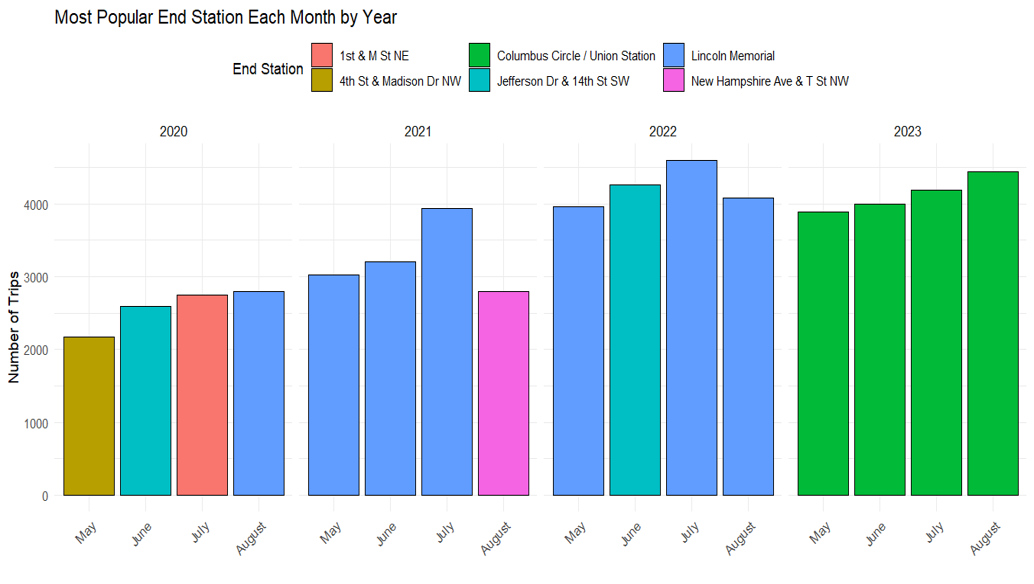 Most Popular End Station Each Month by Year
End Station
1st & M St NE
Columbus Circle / Union Station
Lincoln Memorial
4th St & Madison Dr NW
Jefferson Dr & 14th St SW
New Hampshire Ave & T St NW
2020
2021
2022
2023
Number of Trips
4000
3000
2000
1000
0
May
June
July
August
May
June
July
August
May
June
July
August
May
June
July
August